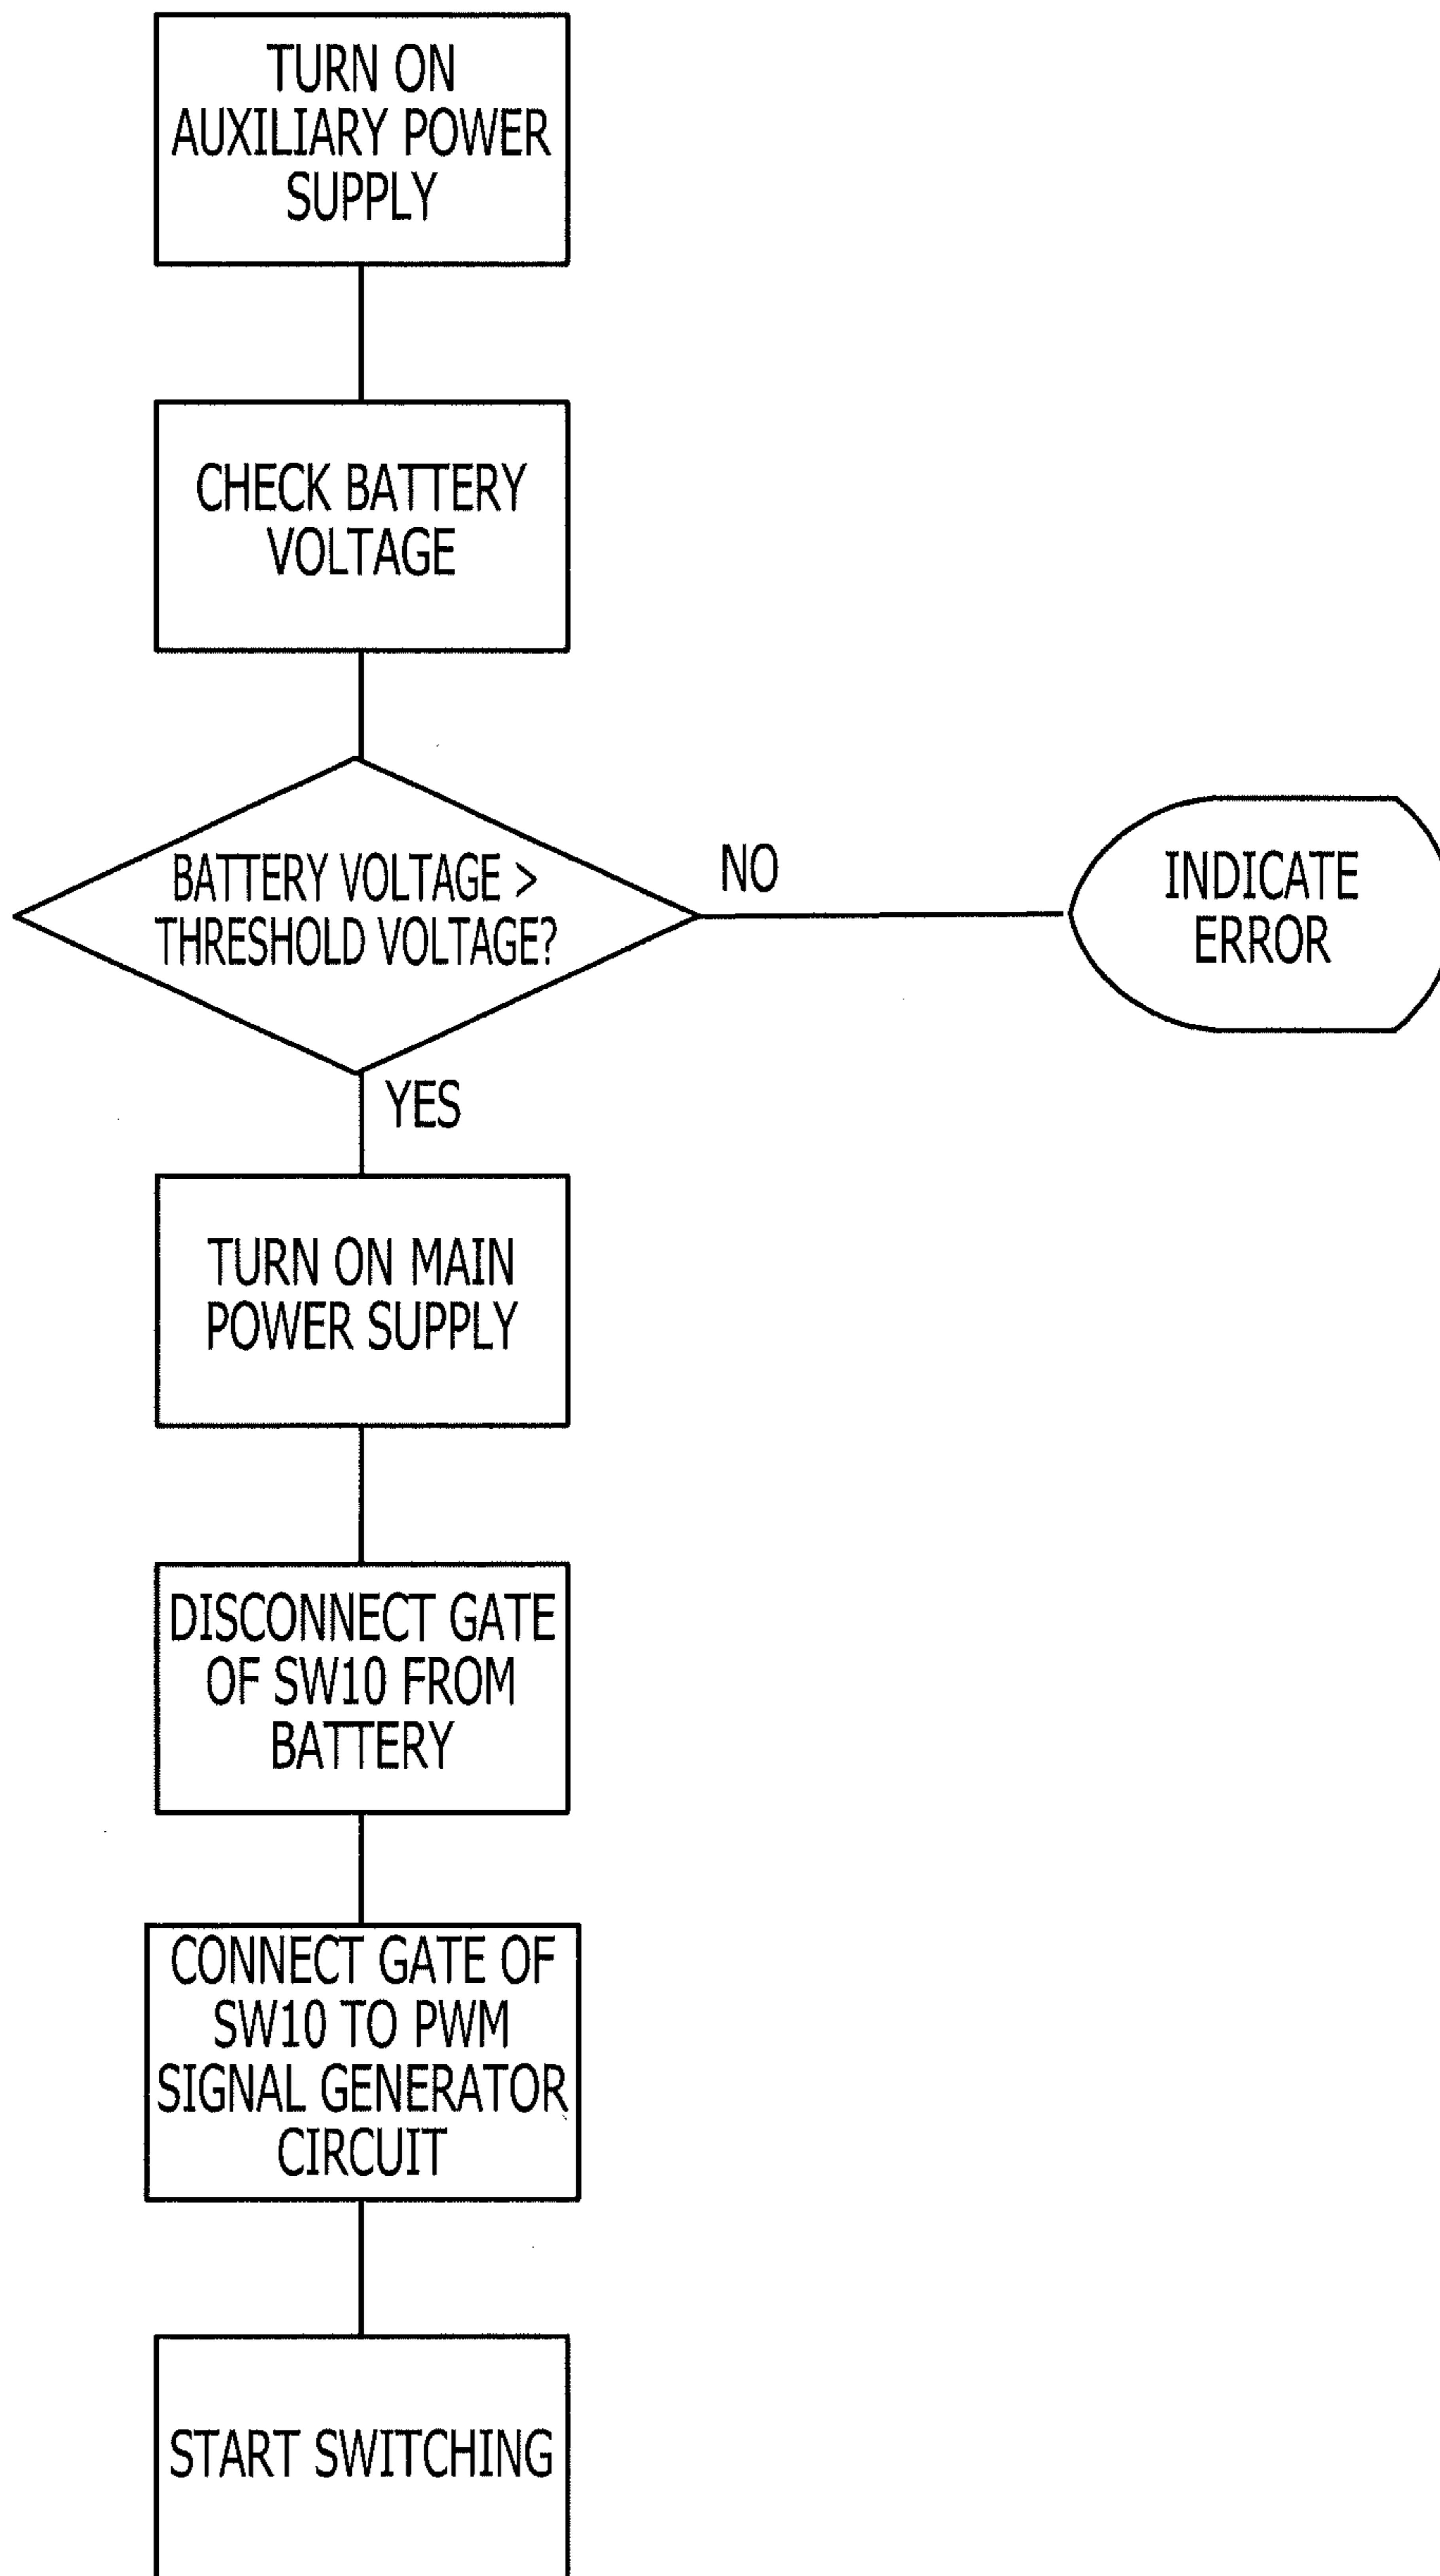 TURN ON
AUXILIARY POWER
SUPPLY
CHECK BATTERY
VOLTAGE
BATTERY VOLTAGE >
THRESHOLD VOLTAGE?
NO
INDICATE
ERROR
YES
TURN ON MAIN
POWER SUPPLY
DISCONNECT GATE
OF SW10 FROM
BATTERY
CONNECT GATE OF
SW10 TO PWM
SIGNAL GENERATOR
CIRCUIT
START SWITCHING